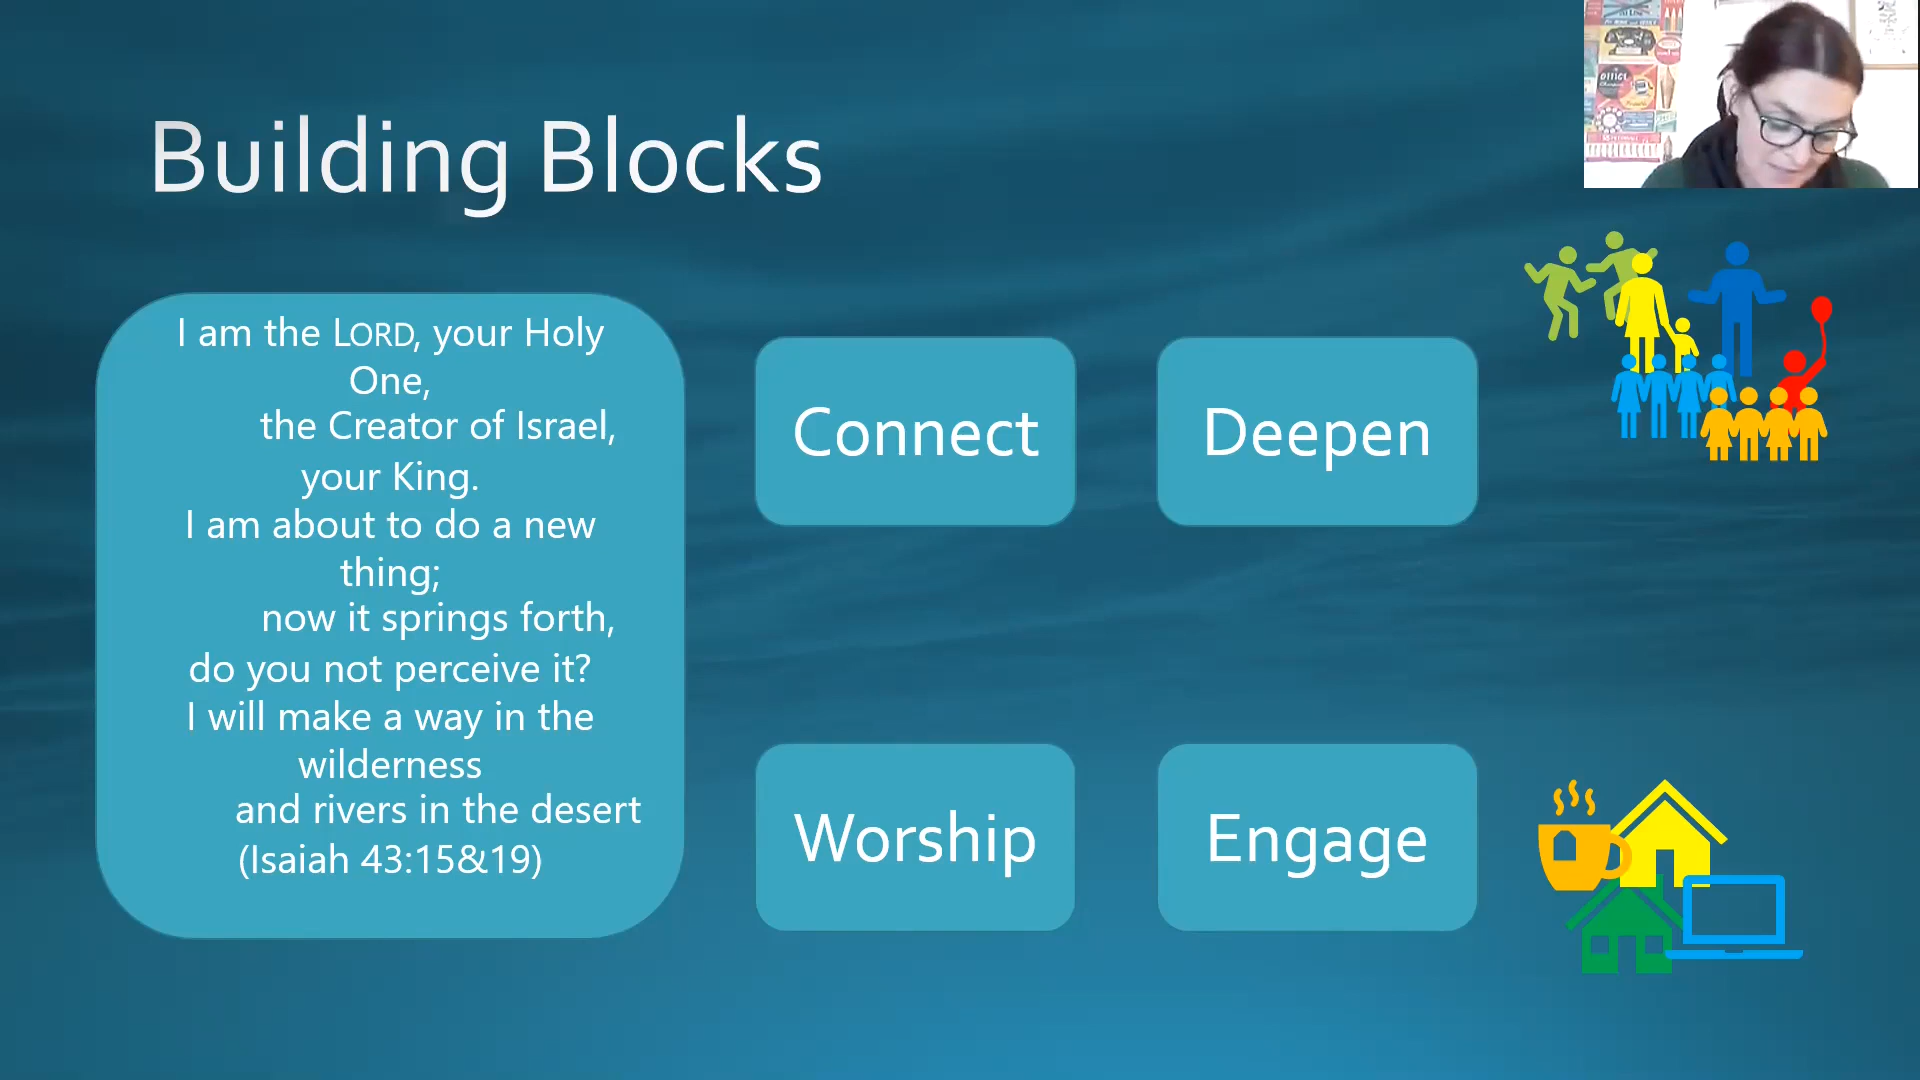 Building Blocks
I am the LORD, your Holy
One,
the Creator of Israel,
your King.
I am about to do a new
thing;
now it springs forth,
do you not perceive it?
I will make a way in the
wilderness
and rivers in the desert
(Isaiah 43:15&19)
Connect
Deepen
Worship
Engage
OFFICE